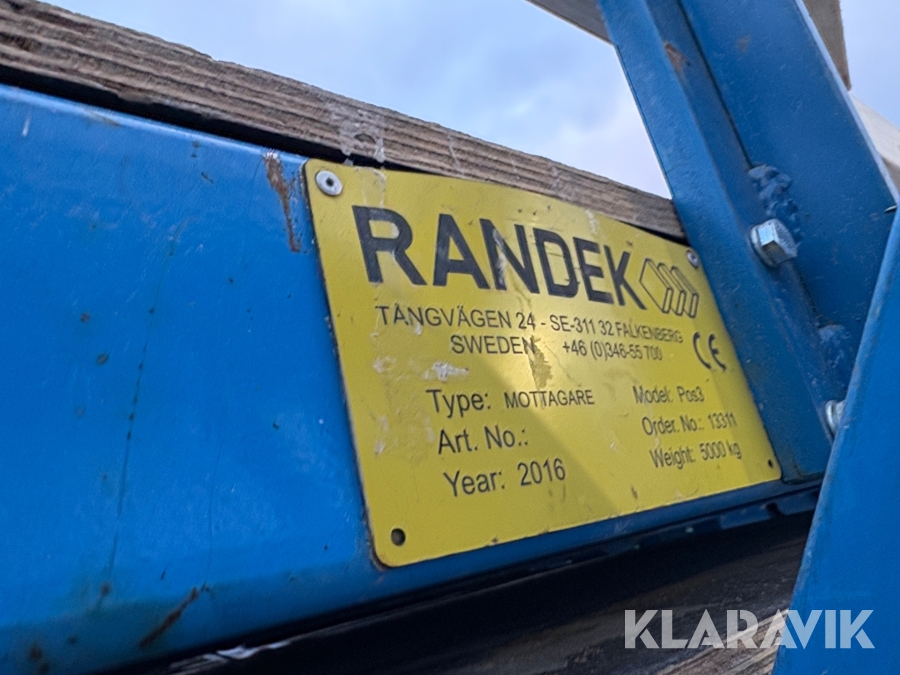 RANDEK
TÅNGVÄGEN 24 - SE-311 32 FALKENBERG
SWEDEN +46 (0)346-55 700
CE
Type: MOTTAGARE Model: Pos3
Art. No.: Order. No.: 13311
Year: 2016 Weight: 5000 kg
KLARAVIK